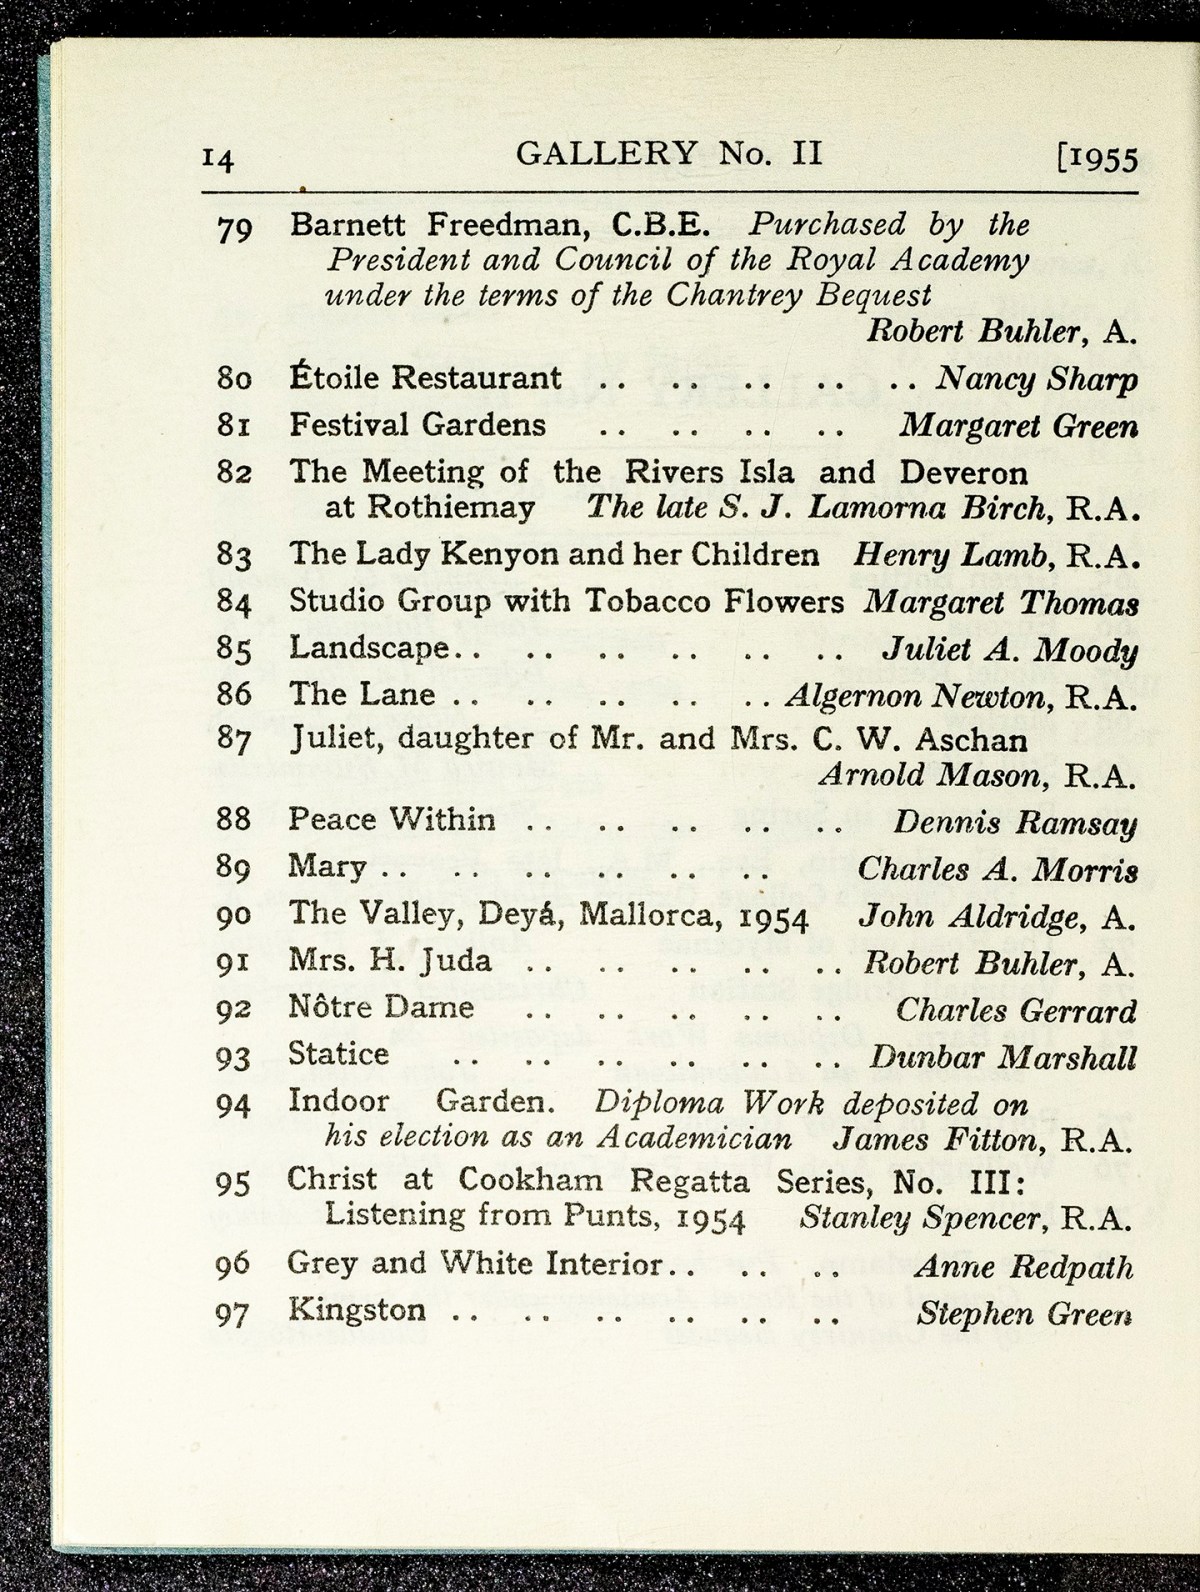 14 GALLERY No. II [1955
79 Barnett Freedman, C.B.E. Purchased by the
President and Council of the Royal Academy
under the terms of the Chantrey Bequest
Robert Buhler, A.
80 Étoile Restaurant .. .. .. .. .. Nancy Sharp
81 Festival Gardens .. .. .. .. Margaret Green
82 The Meeting of the Rivers Isla and Deveron
at Rothiemay The late S. J. Lamorna Birch, R.A.
83 The Lady Kenyon and her Children Henry Lamb, R.A.
84 Studio Group with Tobacco Flowers Margaret Thomas
85 Landscape.. .. .. .. .. .. Juliet A. Moody
86 The Lane .. .. .. .. .. Algernon Newton, R.A.
87 Juliet, daughter of Mr. and Mrs. C. W. Aschan
Arnold Mason, R.A.
88 Peace Within .. .. .. .. .. Dennis Ramsay
89 Mary .. .. .. .. .. .. Charles A. Morris
90 The Valley, Deyá, Mallorca, 1954 John Aldridge, A.
91 Mrs. H. Juda .. .. .. .. .. Robert Buhler, A.
92 Nôtre Dame .. .. .. .. .. Charles Gerrard
93 Statice .. .. .. .. .. .. Dunbar Marshall
94 Indoor Garden. Diploma Work deposited on
his election as an Academician James Fitton, R.A.
95 Christ at Cookham Regatta Series, No. III:
Listening from Punts, 1954 Stanley Spencer, R.A.
96 Grey and White Interior.. .. .. Anne Redpath
97 Kingston .. .. .. .. .. .. Stephen Green